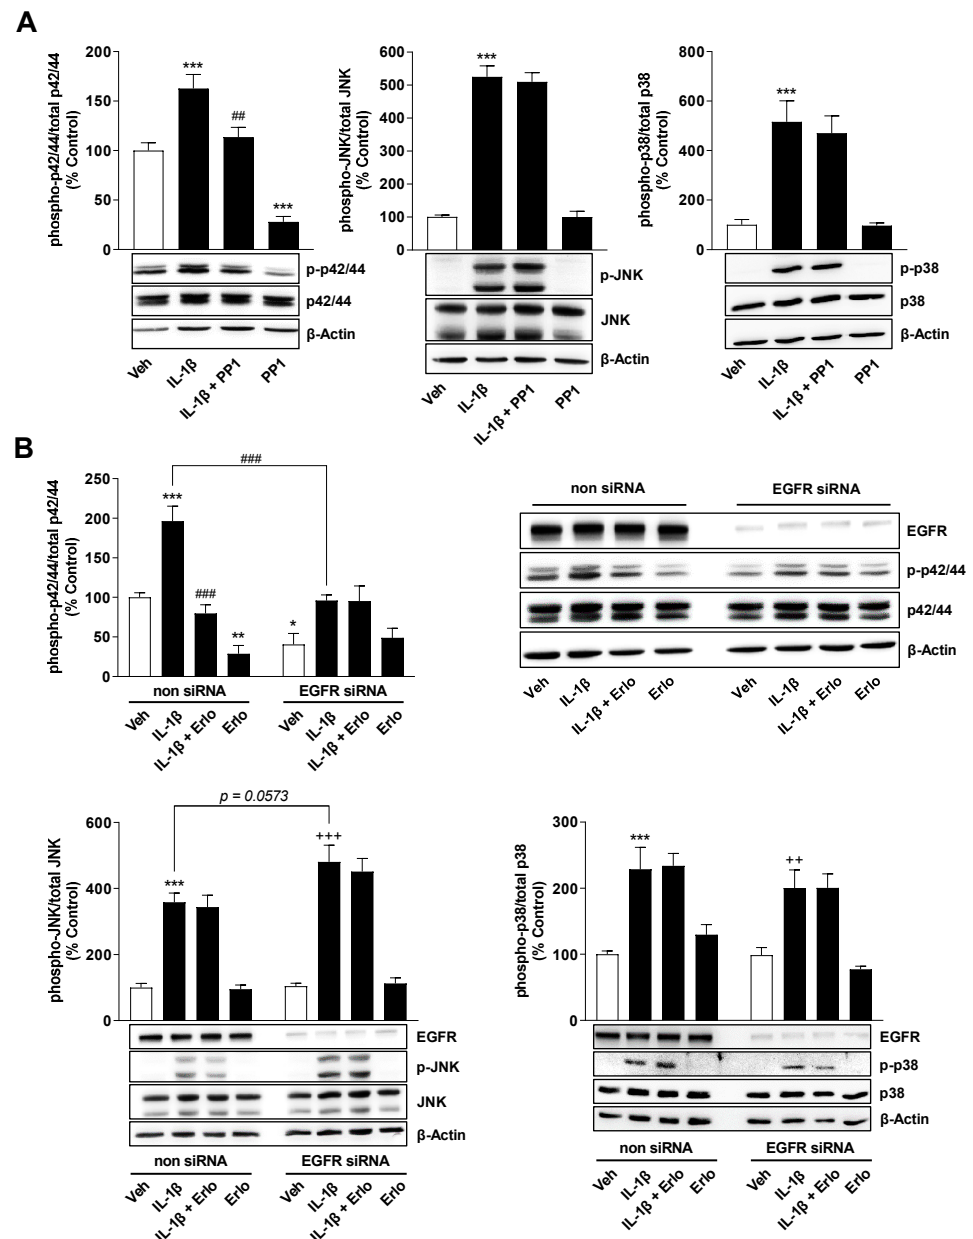 A
phospho-p42/44/total p42/44
(% Control)
200
150
100
50
0
***
##
***
p-p42/44
p42/44
β-Actin
Veh
IL-1β
IL-1β + PP1
PP1
phospho-JNK/total JNK
(% Control)
600
500
400
300
200
100
0
***
p-JNK
JNK
β-Actin
Veh
IL-1β
IL-1β + PP1
PP1
phospho-p38/total p38
(% Control)
800
600
400
200
0
***
p-p38
p38
β-Actin
Veh
IL-1β
IL-1β + PP1
PP1
B
phospho-p42/44/total p42/44
(% Control)
250
200
150
100
50
0
###
***
###
**
*
non siRNA
EGFR siRNA
Veh
IL-1β
IL-1β + Erlo
Erlo
Veh
IL-1β
IL-1β + Erlo
Erlo
non siRNA
EGFR siRNA
EGFR
p-p42/44
p42/44
β-Actin
Veh
IL-1β
IL-1β + Erlo
Erlo
Veh
IL-1β
IL-1β + Erlo
Erlo
phospho-JNK/total JNK
(% Control)
600
400
200
0
p = 0.0573
***
+++
EGFR
p-JNK
JNK
β-Actin
non siRNA
EGFR siRNA
Veh
IL-1β
IL-1β + Erlo
Erlo
Veh
IL-1β
IL-1β + Erlo
Erlo
phospho-p38/total p38
(% Control)
300
200
100
0
***
++
EGFR
p-p38
p38
β-Actin
non siRNA
EGFR siRNA
Veh
IL-1β
IL-1β + Erlo
Erlo
Veh
IL-1β
IL-1β + Erlo
Erlo